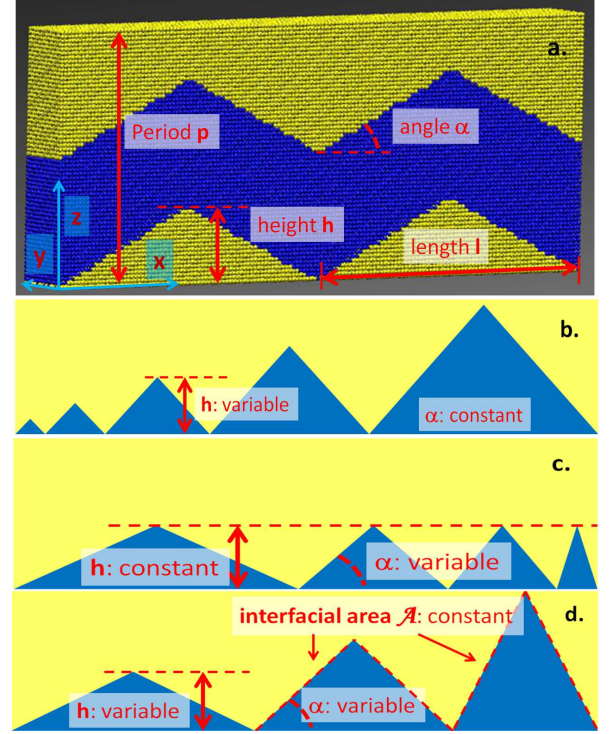 a.
Period p
angle α
z
height h
y
x
length l
b.
h: variable
α: constant
c.
h: constant
α: variable
interfacial area 𝒜: constant
d.
h: variable
α: variable